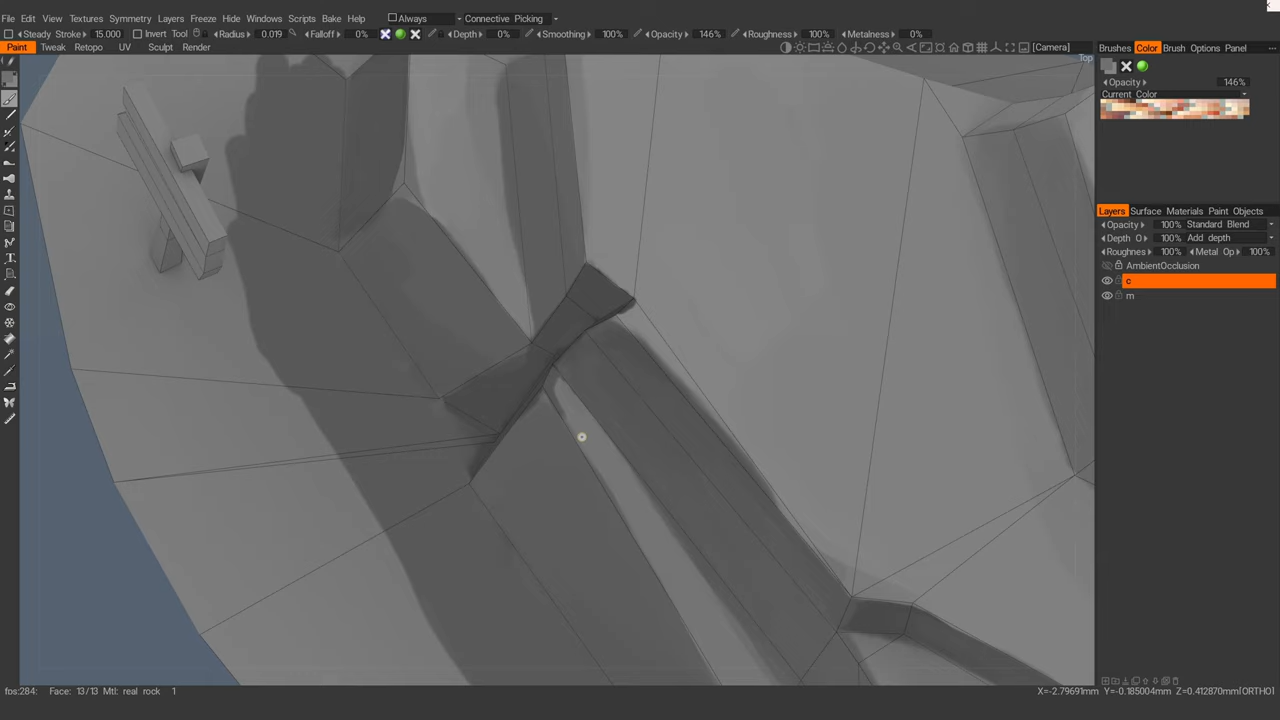 File Edit View Textures Symmetry Layers Freeze Hide Windows Scripts Bake Help Always Connective Picking
Steady Stroke 15.000 Invert Tool Radius 0.019 Falloff 0% Depth 0% Smoothing 100% Opacity 146% Roughness 100% Metalness 0%
Paint Tweak Retopo UV Sculpt Render [Camera] Brushes Color Brush Options Panel
Top
Opacity 146%
Current Color
Layers Surface Materials Paint Objects
Opacity 100% Standard Blend
Depth O 100% Add depth
Roughness 100% Metal Op 100%
AmbientOcclusion
c
m
fps:284: Face: 13/13 Mtl: real rock 1 X=-2.79691mm Y=-0.185004mm Z=0.412870mm[ORTHO]